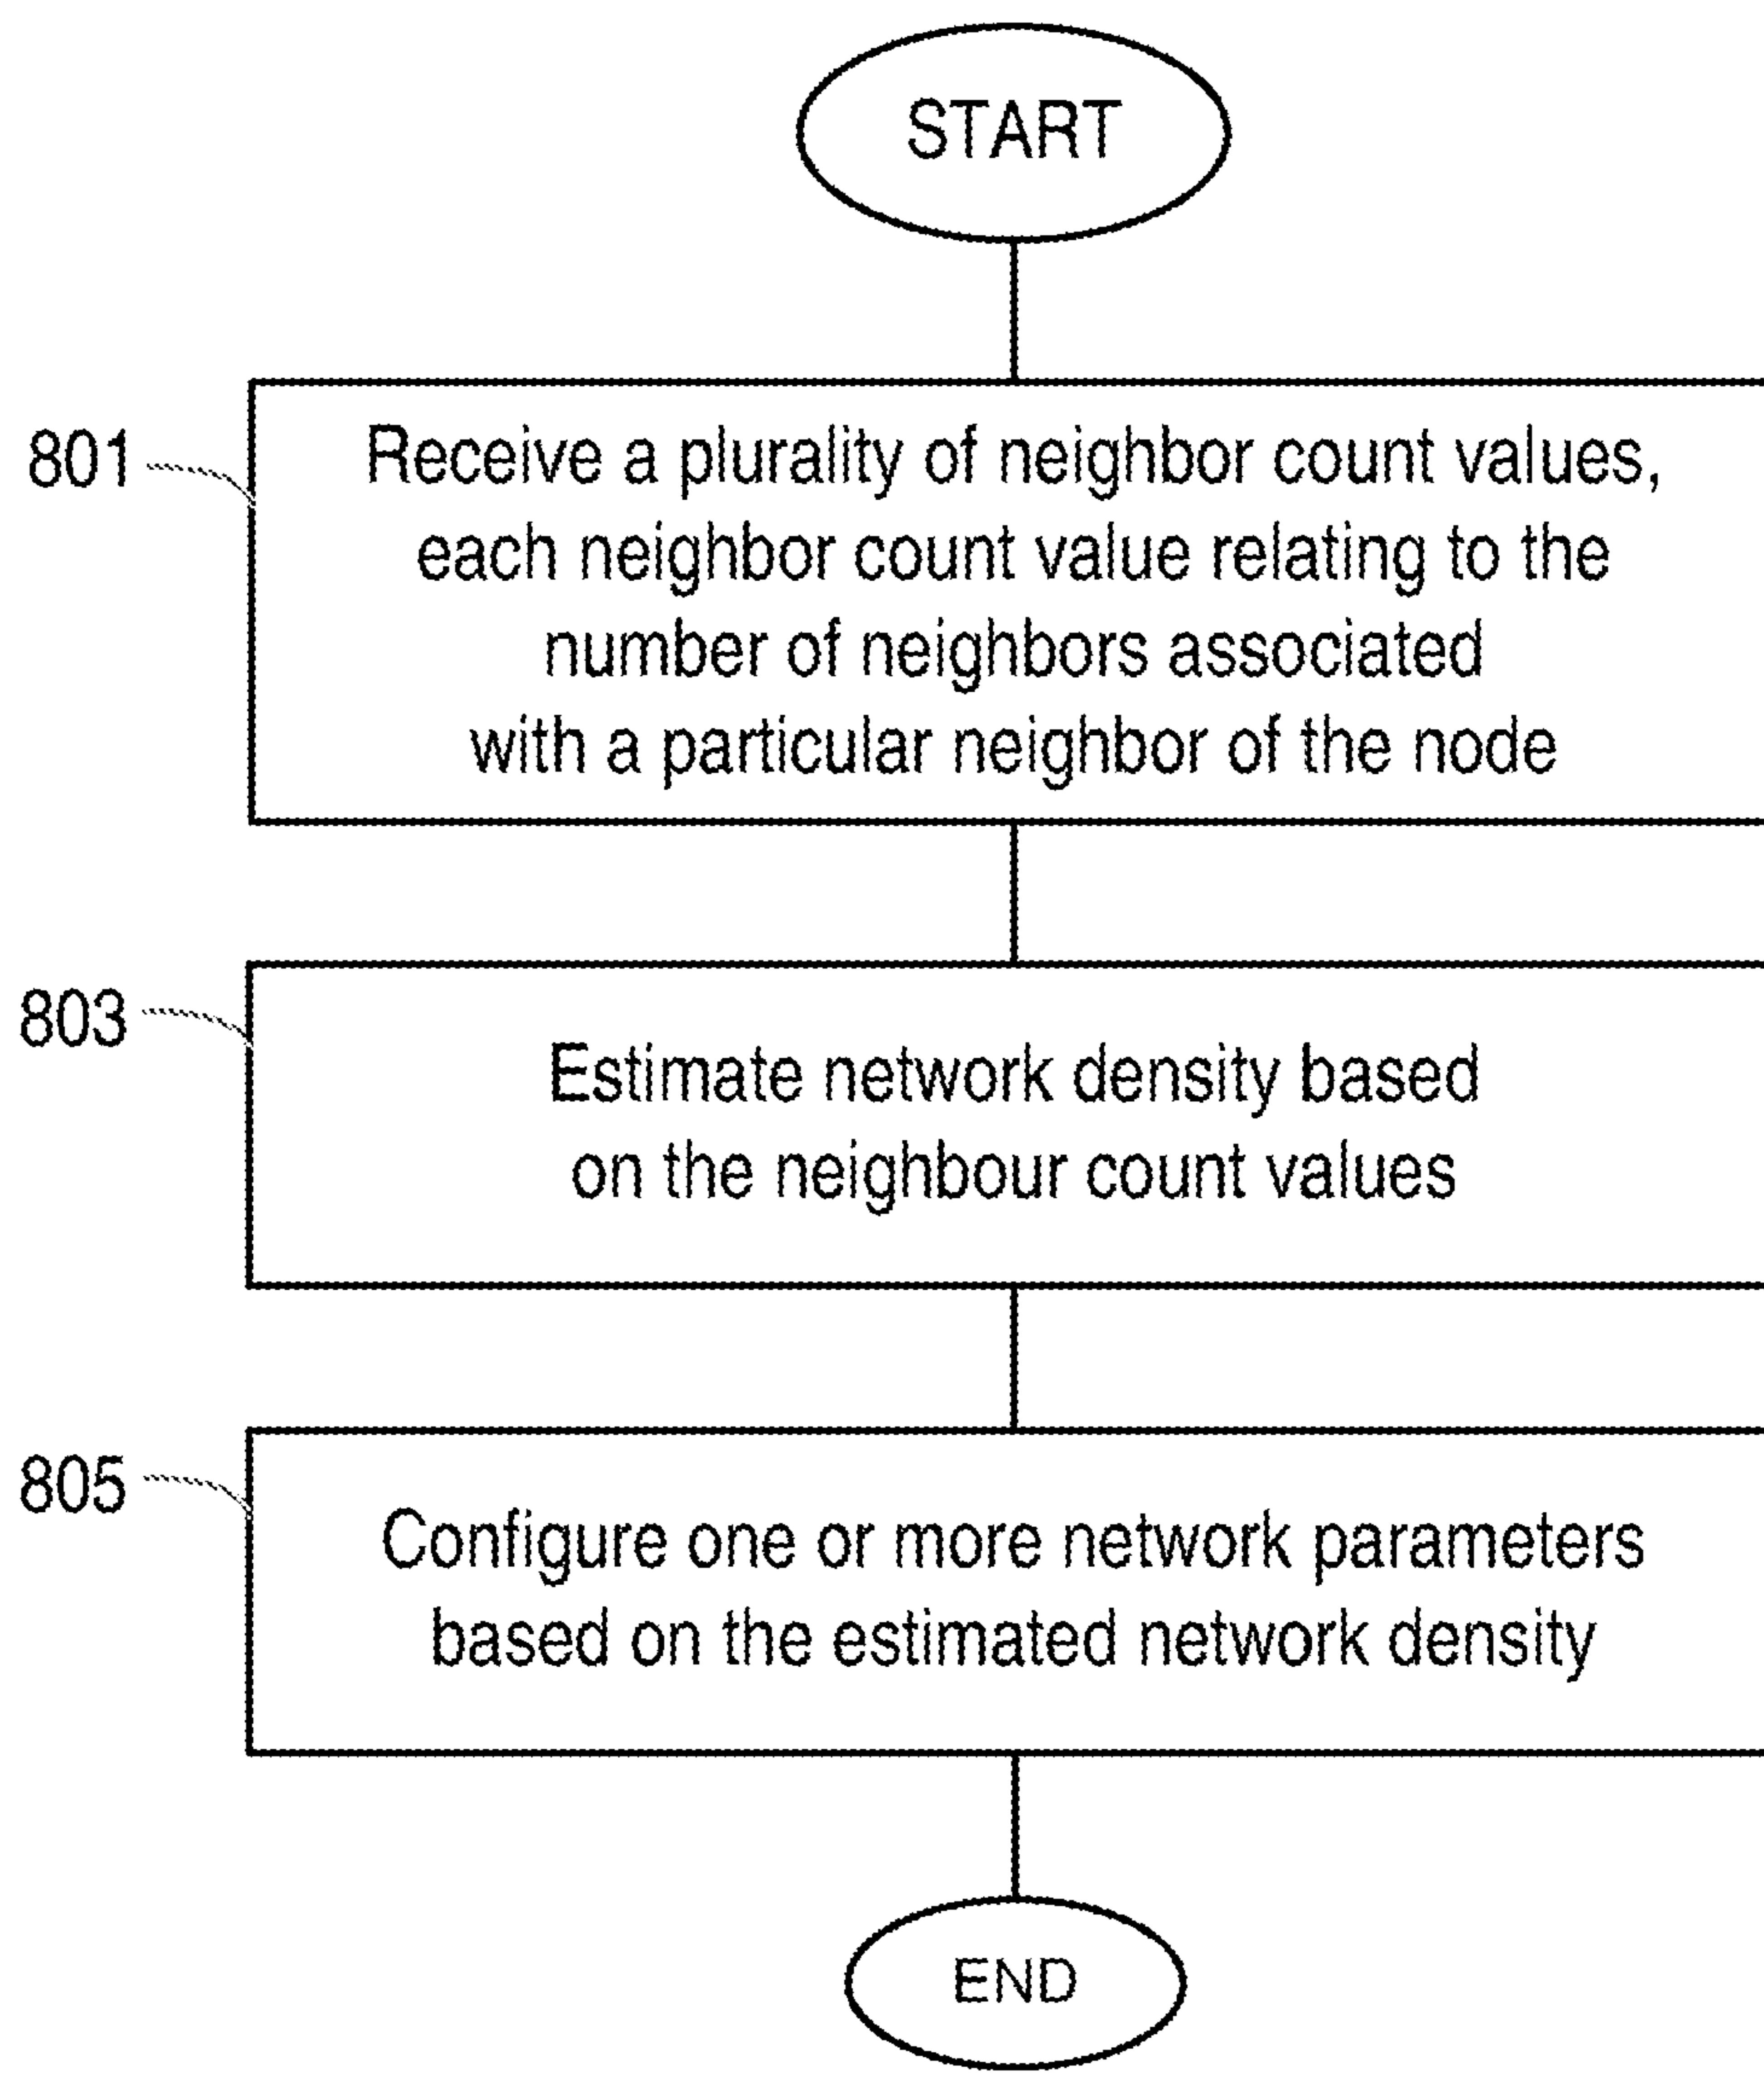 START
801
Receive a plurality of neighbor count values,
each neighbor count value relating to the
number of neighbors associated
with a particular neighbor of the node
803
Estimate network density based
on the neighbour count values
805
Configure one or more network parameters
based on the estimated network density
END